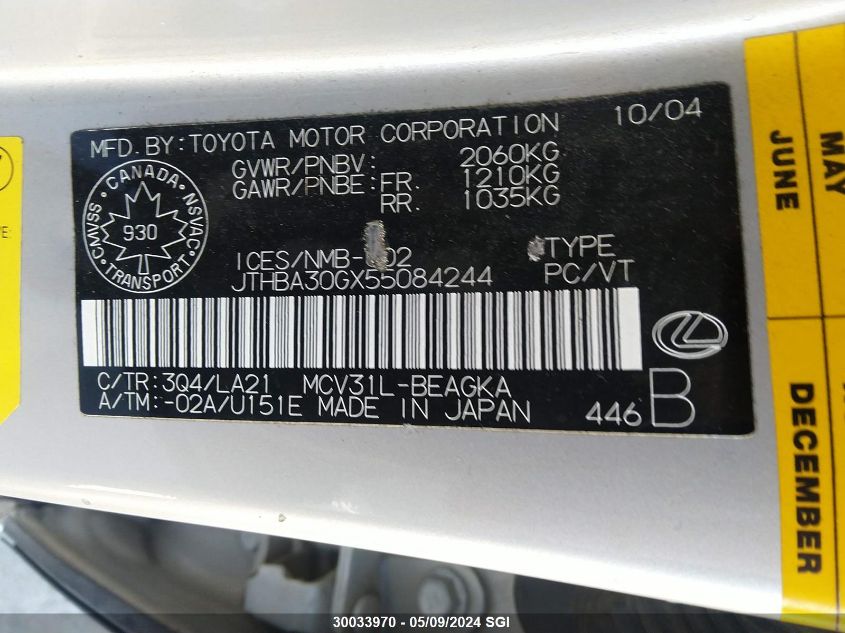 MFD. BY: TOYOTA MOTOR CORPORATION 10/04
GVWR/PNBV: 2060KG
GAWR/PNBE: FR. 1210KG
RR. 1035KG
CANADA
CMVSS
NSVAC
930
TRANSPORT
TYPE
JTHBA30GX55084244 PC/VT
C/TR: 3Q4/LA21 MCV31L-BEAGKA
A/TM: -02A/U151E MADE IN JAPAN 446 B
MAY
JUNE
DECEMBER
30033970 - 05/09/2024 SGI